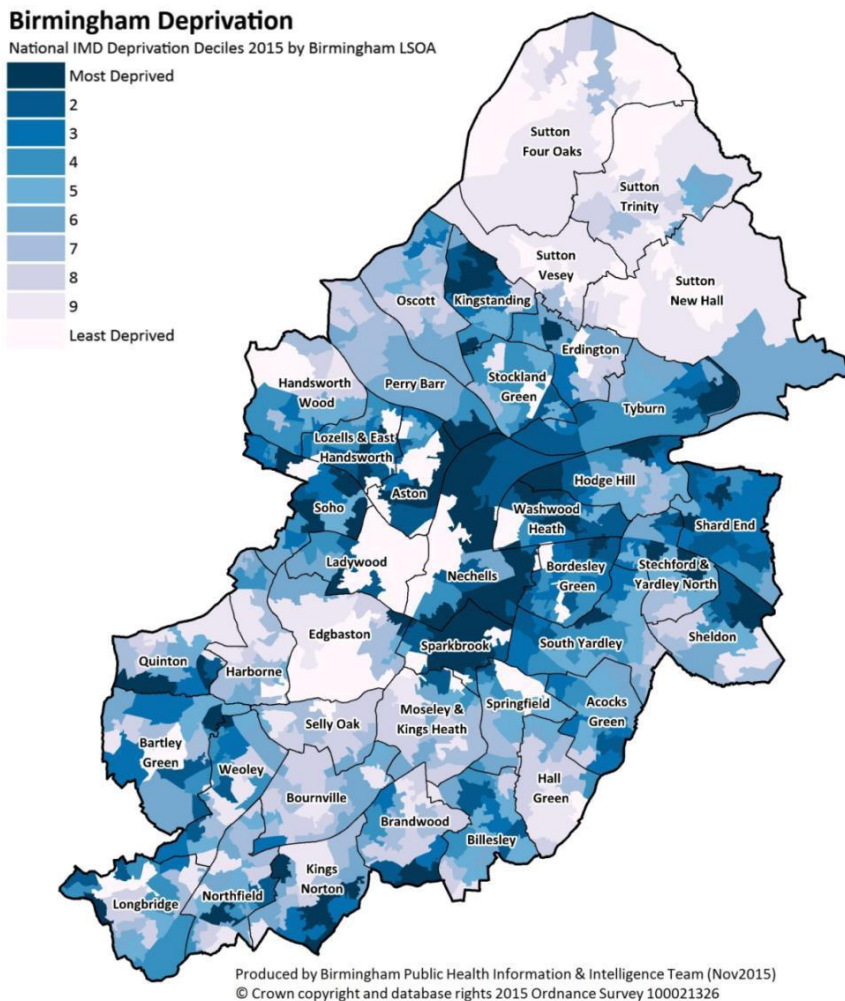 Birmingham Deprivation
National IMD Deprivation Deciles 2015 by Birmingham LSOA
Most Deprived
2
3
4
5
6
7
8
9
Least Deprived
Sutton
Four Oaks
Sutton
Trinity
Sutton
Vesey
Sutton
New Hall
Oscott
Kingstanding
Erdington
Handsworth
Wood
Perry Barr
Stockland
Green
Tyburn
Lozells & East
Handsworth
Aston
Hodge Hill
Soho
Washwood
Heath
Shard End
Ladywood
Nechells
Bordesley
Green
Stechford &
Yardley North
Edgbaston
Sparkbrook
South Yardley
Sheldon
Quinton
Harborne
Moseley &
Kings Heath
Springfield
Acocks
Green
Selly Oak
Bartley
Green
Weoley
Bournville
Hall
Green
Brandwood
Billesley
Kings
Norton
Longbridge
Northfield
Produced by Birmingham Public Health Information & Intelligence Team (Nov2015)
© Crown copyright and database rights 2015 Ordnance Survey 100021326